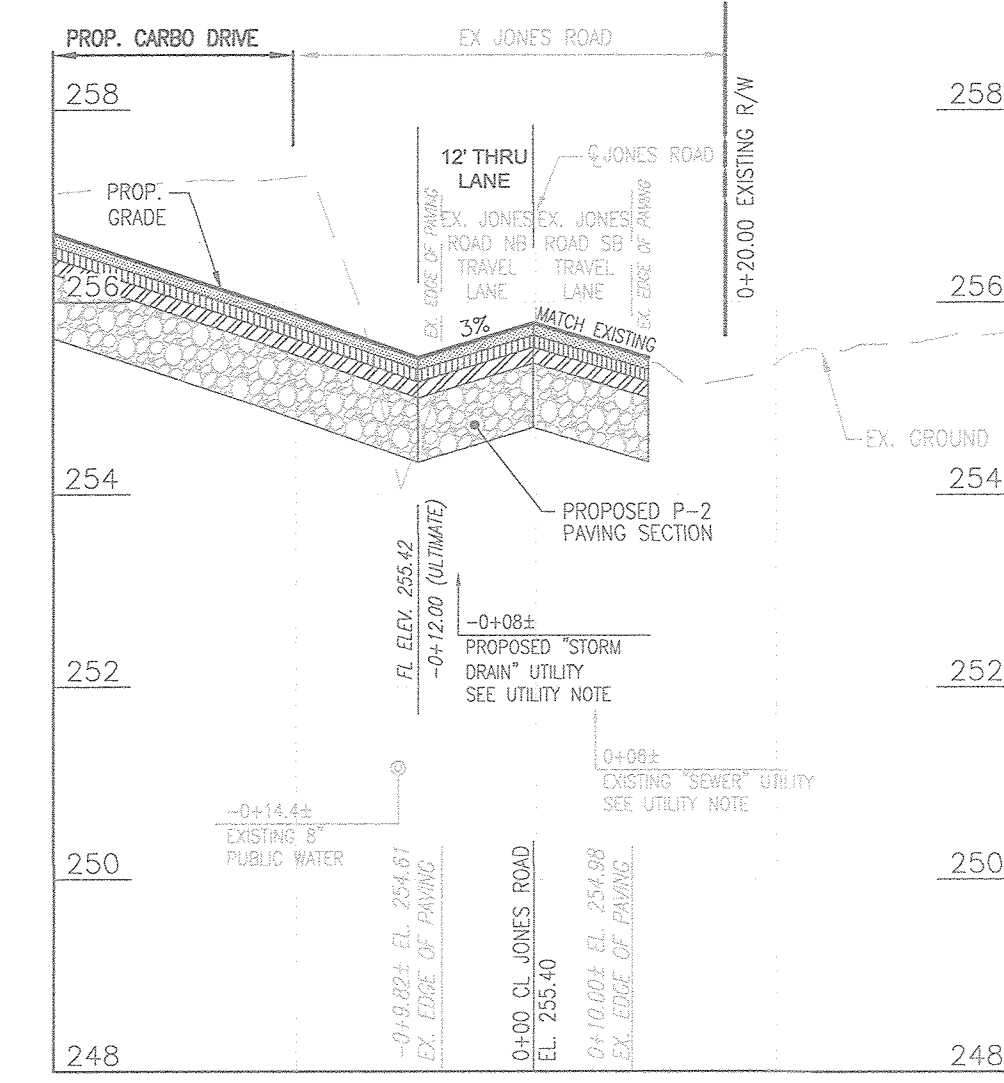 PROP. CARBO DRIVE
EX JONES ROAD
258
258
0+20.00 EXISTING R/W
12' THRU
LANE
℄ JONES ROAD
PROP.
GRADE
EX. EDGE OF PAVING
EX. JONES
ROAD NB
TRAVEL
LANE
EX. JONES
ROAD SB
TRAVEL
LANE
EX. EDGE OF PAVING
256
256
3%
MATCH EXISTING
EX. GROUND
254
254
PROPOSED P-2
PAVING SECTION
FL ELEV. 255.42
-0+12.00 (ULTIMATE)
-0+08±
PROPOSED "STORM
DRAIN" UTILITY
SEE UTILITY NOTE
252
252
0+06±
EXISTING "SEWER" UTILITY
SEE UTILITY NOTE
-0+14.4±
EXISTING 8"
PUBLIC WATER
250
250
-0+9.82± EL. 254.61
EX. EDGE OF PAVING
0+00 CL JONES ROAD
EL. 255.40
0+10.00± EL. 254.98
EX. EDGE OF PAVING
248
248